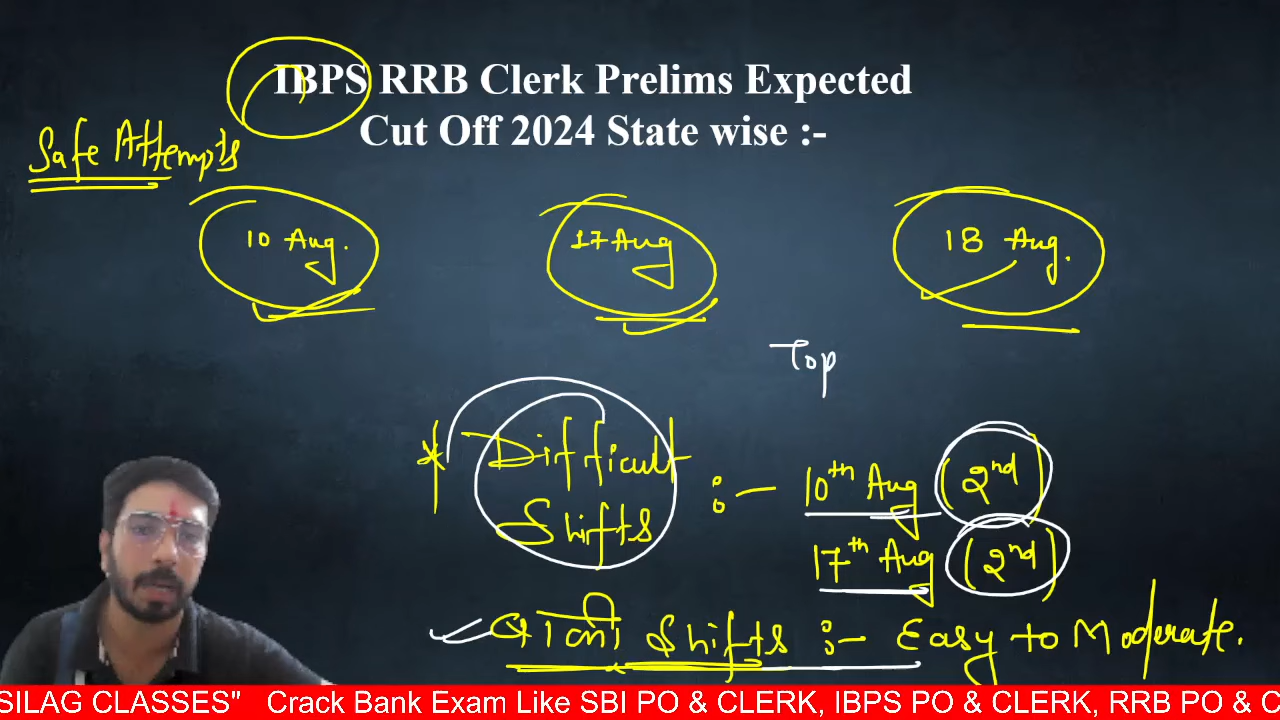 IBPS RRB Clerk Prelims Expected
Cut Off 2024 State wise :-
Safe Attempts
10 Aug. 17 Aug 18 Aug.
Top
* Difficult Shifts :- 10th Aug (2nd)
17th Aug (2nd)
बाकी Shifts :- Easy to Moderate.
SILAG CLASSES" Crack Bank Exam Like SBI PO & CLERK, IBPS PO & CLERK, RRB PO & C